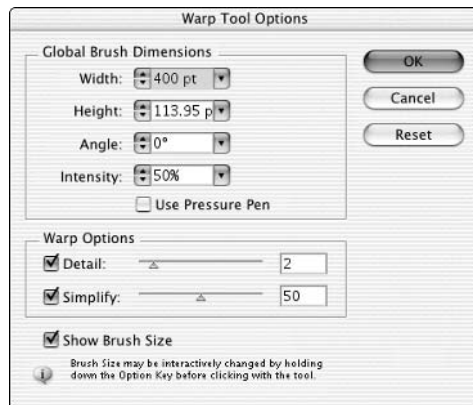 Warp Tool Options
Global Brush Dimensions
Width: 400 pt
Height: 113.95 p
Angle: 0°
Intensity: 50%
Use Pressure Pen
OK
Cancel
Reset
Warp Options
Detail: 2
Simplify: 50
Show Brush Size
Brush Size may be interactively changed by holding
down the Option Key before clicking with the tool.